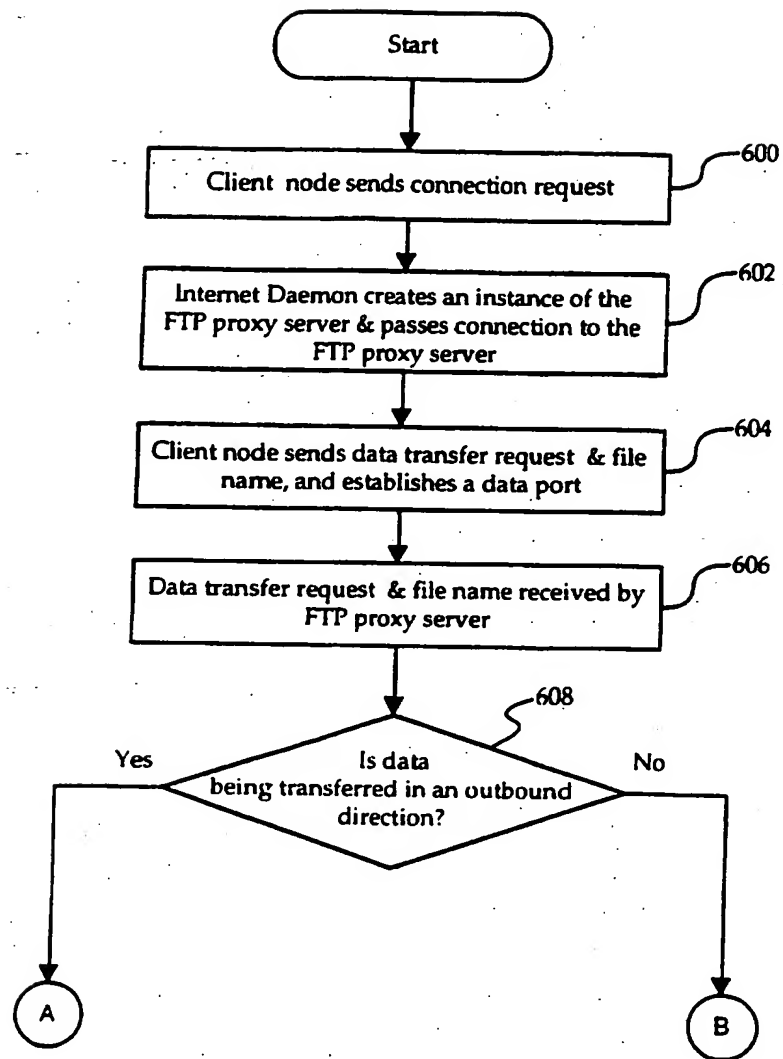 Start
600
Client node sends connection request
602
Internet Daemon creates an instance of the
FTP proxy server & passes connection to the
FTP proxy server
604
Client node sends data transfer request & file
name, and establishes a data port
606
Data transfer request & file name received by
FTP proxy server
608
Yes
Is data
being transferred in an outbound
direction?
No
A
B